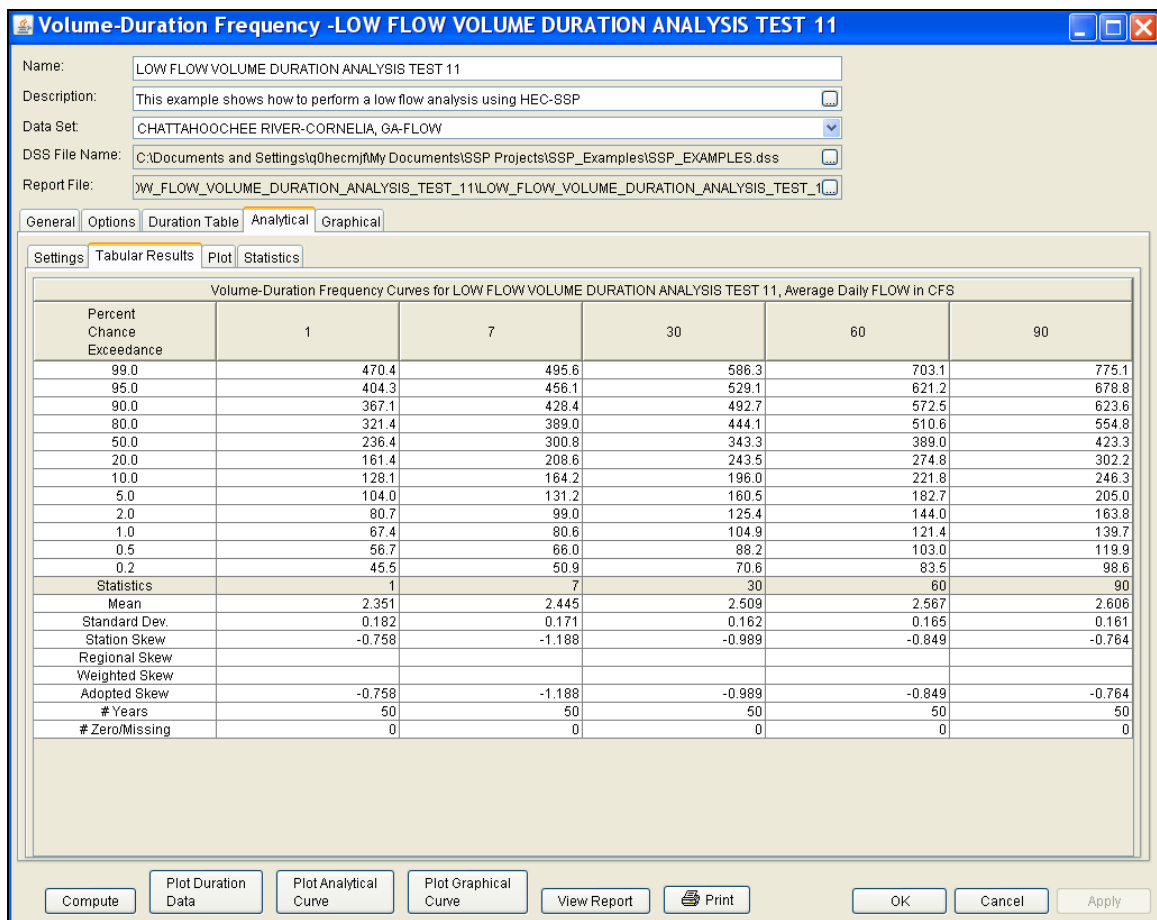 Volume-Duration Frequency -LOW FLOW VOLUME DURATION ANALYSIS TEST 11
Name: LOW FLOW VOLUME DURATION ANALYSIS TEST 11
Description: This example shows how to perform a low flow analysis using HEC-SSP ...
Data Set: CHATTAHOOCHEE RIVER-CORNELIA, GA-FLOW
DSS File Name: C:\Documents and Settings\q0hecmjf\My Documents\SSP Projects\SSP_Examples\SSP_EXAMPLES.dss ...
Report File: )W_FLOW_VOLUME_DURATION_ANALYSIS_TEST_11\LOW_FLOW_VOLUME_DURATION_ANALYSIS_TEST_1 ...
General Options Duration Table Analytical Graphical
Settings Tabular Results Plot Statistics
Volume-Duration Frequency Curves for LOW FLOW VOLUME DURATION ANALYSIS TEST 11, Average Daily FLOW in CFS
Percent
Chance
Exceedance 1 7 30 60 90
99.0 470.4 495.6 586.3 703.1 775.1
95.0 404.3 456.1 529.1 621.2 678.8
90.0 367.1 428.4 492.7 572.5 623.6
80.0 321.4 389.0 444.1 510.6 554.8
50.0 236.4 300.8 343.3 389.0 423.3
20.0 161.4 208.6 243.5 274.8 302.2
10.0 128.1 164.2 196.0 221.8 246.3
5.0 104.0 131.2 160.5 182.7 205.0
2.0 80.7 99.0 125.4 144.0 163.8
1.0 67.4 80.6 104.9 121.4 139.7
0.5 56.7 66.0 88.2 103.0 119.9
0.2 45.5 50.9 70.6 83.5 98.6
Statistics 1 7 30 60 90
Mean 2.351 2.445 2.509 2.567 2.606
Standard Dev. 0.182 0.171 0.162 0.165 0.161
Station Skew -0.758 -1.188 -0.989 -0.849 -0.764
Regional Skew
Weighted Skew
Adopted Skew -0.758 -1.188 -0.989 -0.849 -0.764
# Years 50 50 50 50 50
# Zero/Missing 0 0 0 0 0
Compute
Plot Duration
Data
Plot Analytical
Curve
Plot Graphical
Curve
View Report
Print
OK
Cancel
Apply